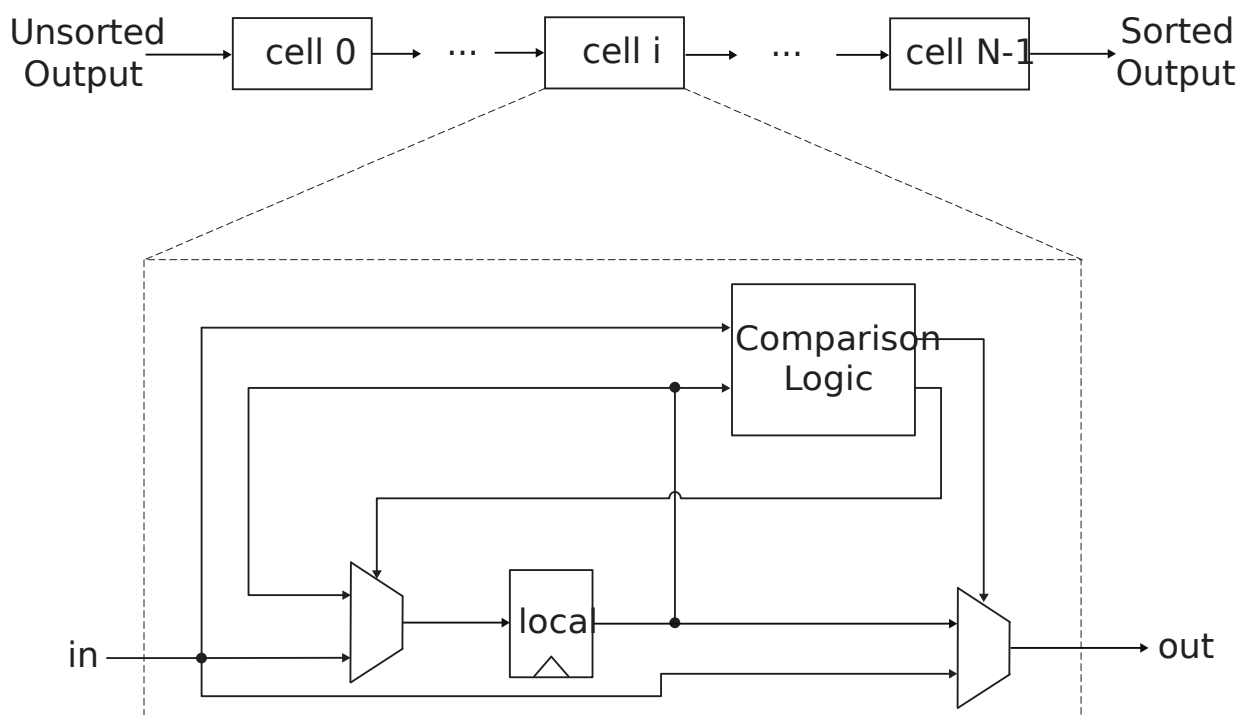 Unsorted
Output
cell 0
...
cell i
...
cell N-1
Sorted
Output
Comparison
Logic
local
in
out